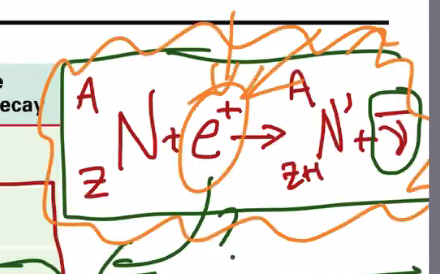 e
ecay
A A
N + e⁺ → N' + ν̄
Z Z+1
?